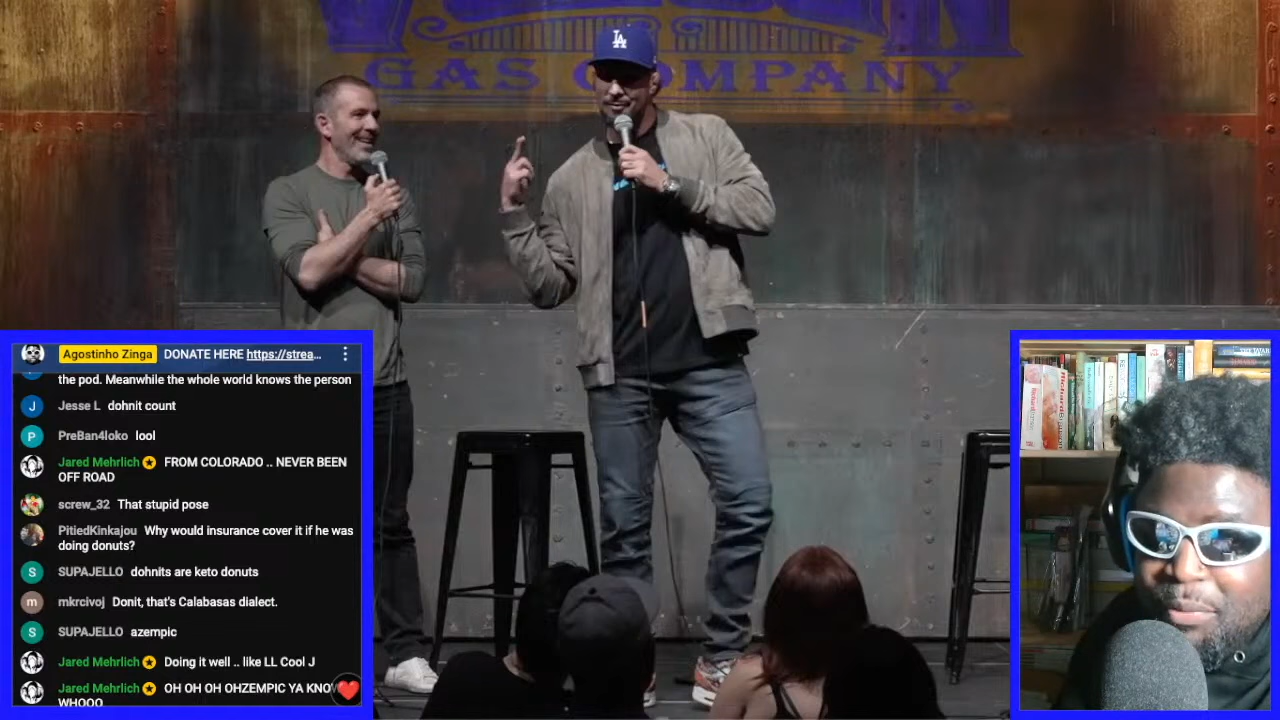 GAS COMPANY
LA
Agostinho Zinga DONATE HERE https://strea...
the pod. Meanwhile the whole world knows the person
J Jesse L dohnit count
P PreBan4loko lool
Jared Mehrlich FROM COLORADO .. NEVER BEEN
OFF ROAD
screw_32 That stupid pose
PitiedKinkajou Why would insurance cover it if he was
doing donuts?
S SUPAJELLO dohnits are keto donuts
m mkrcivoj Donit, that's Calabasas dialect.
S SUPAJELLO azempic
Jared Mehrlich Doing it well .. like LL Cool J
Jared Mehrlich OH OH OH OHZEMPIC YA KNOW
WHOOO